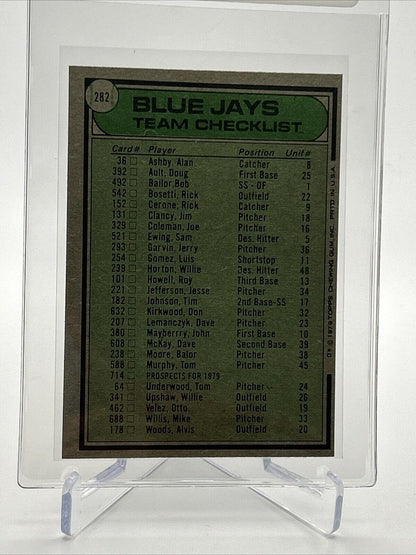 282
BLUE JAYS
TEAM CHECKLIST
Card# Player Position Unif#
36 Ashby, Alan Catcher 8
392 Ault, Doug First Base 25
492 Bailor, Bob SS - OF 1
542 Bosetti, Rick Outfield 22
152 Cerone, Rick Catcher 9
131 Clancy, Jim Pitcher 18
329 Coleman, Joe Pitcher 16
521 Ewing, Sam Des. Hitter 5
293 Garvin, Jerry Pitcher 36
254 Gomez, Luis Shortstop 11
239 Horton, Willie Des. Hitter 48
101 Howell, Roy Third Base 13
221 Jefferson, Jesse Pitcher 34
182 Johnson, Tim 2nd Base-SS 17
632 Kirkwood, Don Pitcher 32
207 Lemanczyk, Dave Pitcher 23
380 Mayberry, John First Base 10
608 McKay, Dave Second Base 39
238 Moore, Balor Pitcher 38
588 Murphy, Tom Pitcher 45
714 PROSPECTS FOR 1979
64 Underwood, Tom Pitcher 24
341 Upshaw, Willie Outfield 26
462 Velez, Otto Outfield 19
688 Willis, Mike Pitcher 33
178 Woods, Alvis Outfield 20
D* © 1979 TOPPS CHEWING GUM, INC. PRTD. IN U.S.A.